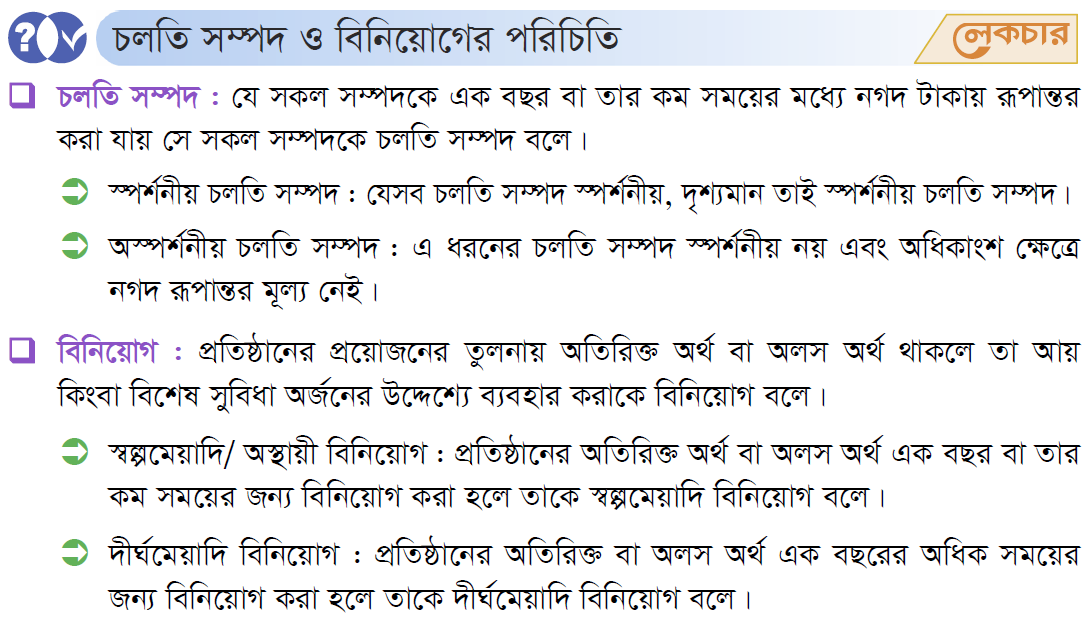 চলতি সম্পদ ও বিনিয়োগের পরিচিতি
লেকচার
চলতি সম্পদ : যে সকল সম্পদকে এক বছর বা তার কম সময়ের মধ্যে নগদ টাকায় রূপান্তর
করা যায় সে সকল সম্পদকে চলতি সম্পদ বলে।
স্পর্শনীয় চলতি সম্পদ : যেসব চলতি সম্পদ স্পর্শনীয়, দৃশ্যমান তাই স্পর্শনীয় চলতি সম্পদ।
অস্পর্শনীয় চলতি সম্পদ : এ ধরনের চলতি সম্পদ স্পর্শনীয় নয় এবং অধিকাংশ ক্ষেত্রে
নগদ রূপান্তর মূল্য নেই।
বিনিয়োগ : প্রতিষ্ঠানের প্রয়োজনের তুলনায় অতিরিক্ত অর্থ বা অলস অর্থ থাকলে তা আয়
কিংবা বিশেষ সুবিধা অর্জনের উদ্দেশ্যে ব্যবহার করাকে বিনিয়োগ বলে।
স্বল্পমেয়াদি/ অস্থায়ী বিনিয়োগ : প্রতিষ্ঠানের অতিরিক্ত অর্থ বা অলস অর্থ এক বছর বা তার
কম সময়ের জন্য বিনিয়োগ করা হলে তাকে স্বল্পমেয়াদি বিনিয়োগ বলে।
দীর্ঘমেয়াদি বিনিয়োগ : প্রতিষ্ঠানের অতিরিক্ত বা অলস অর্থ এক বছরের অধিক সময়ের
জন্য বিনিয়োগ করা হলে তাকে দীর্ঘমেয়াদি বিনিয়োগ বলে।